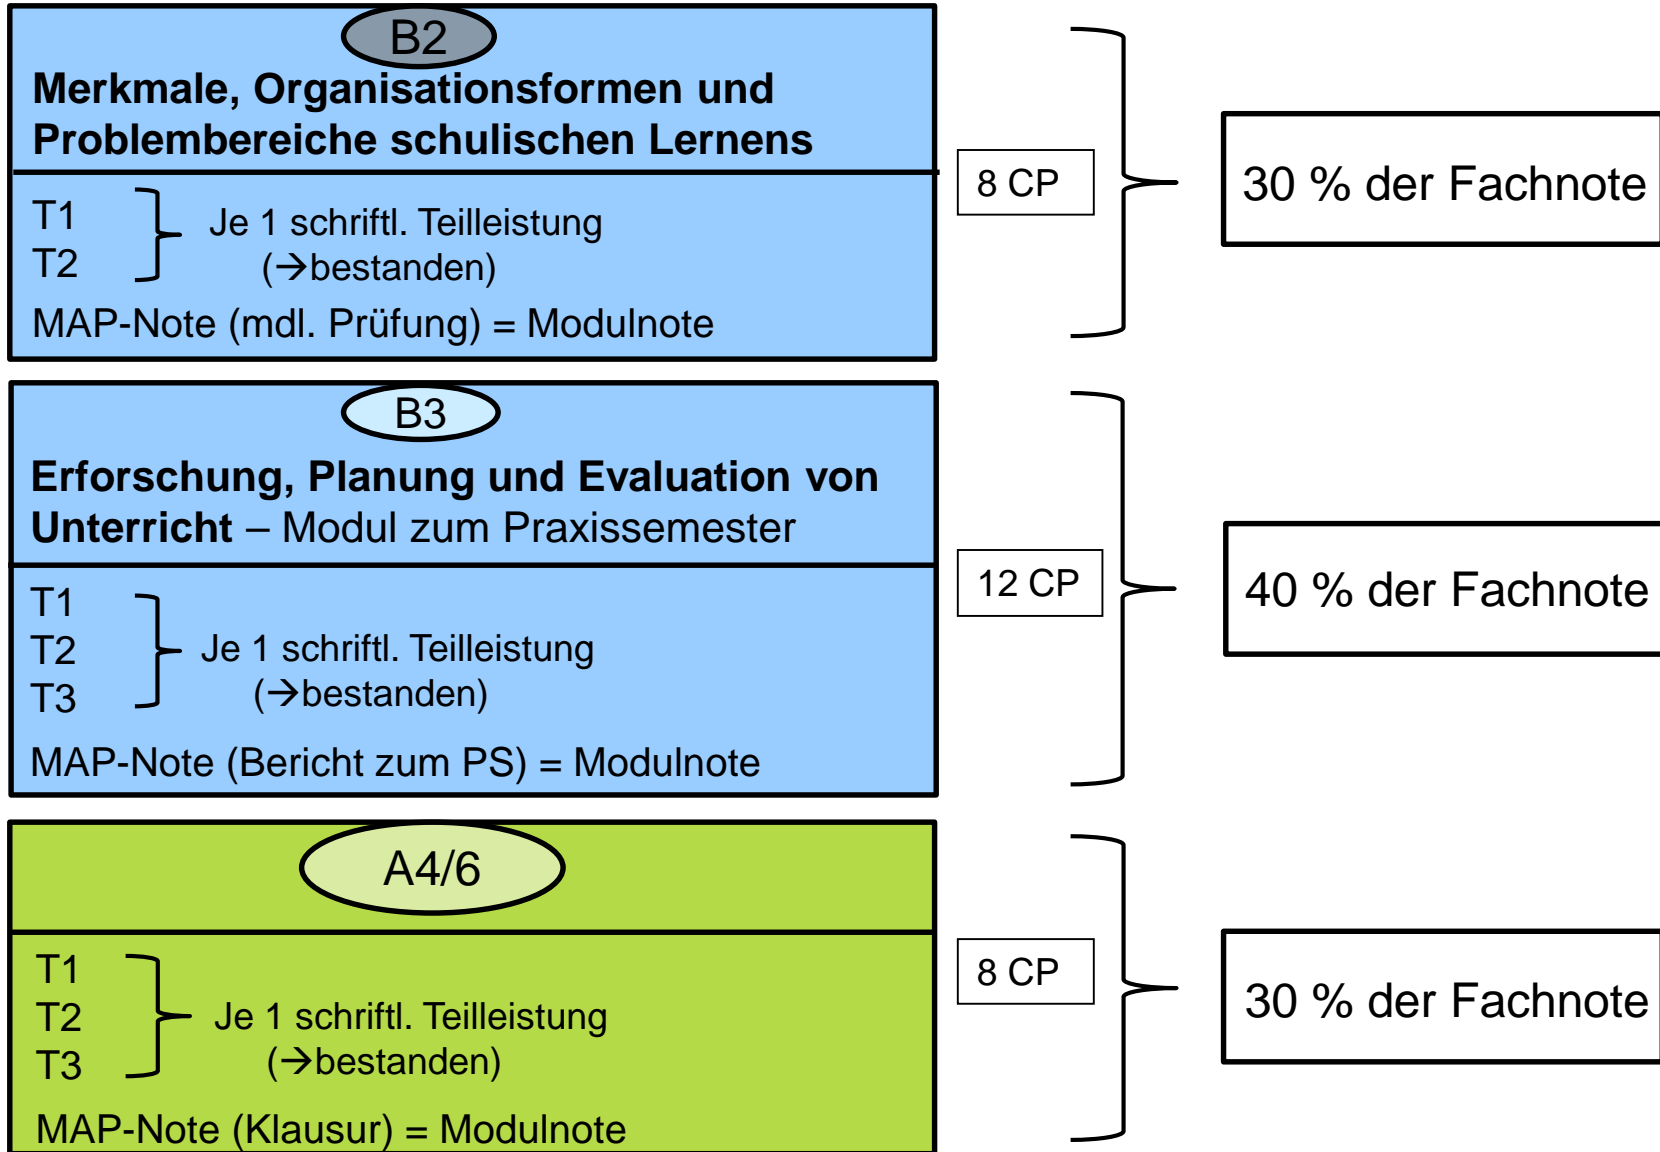 B2
Merkmale, Organisationsformen und
Problembereiche schulischen Lernens
8 CP
30 % der Fachnote
T1
T2
Je 1 schriftl. Teilleistung
(→bestanden)
MAP-Note (mdl. Prüfung) = Modulnote
B3
Erforschung, Planung und Evaluation von
Unterricht – Modul zum Praxissemester
12 CP
40 % der Fachnote
T1
T2
T3
Je 1 schriftl. Teilleistung
(→bestanden)
MAP-Note (Bericht zum PS) = Modulnote
A4/6
8 CP
30 % der Fachnote
T1
T2
T3
Je 1 schriftl. Teilleistung
(→bestanden)
MAP-Note (Klausur) = Modulnote